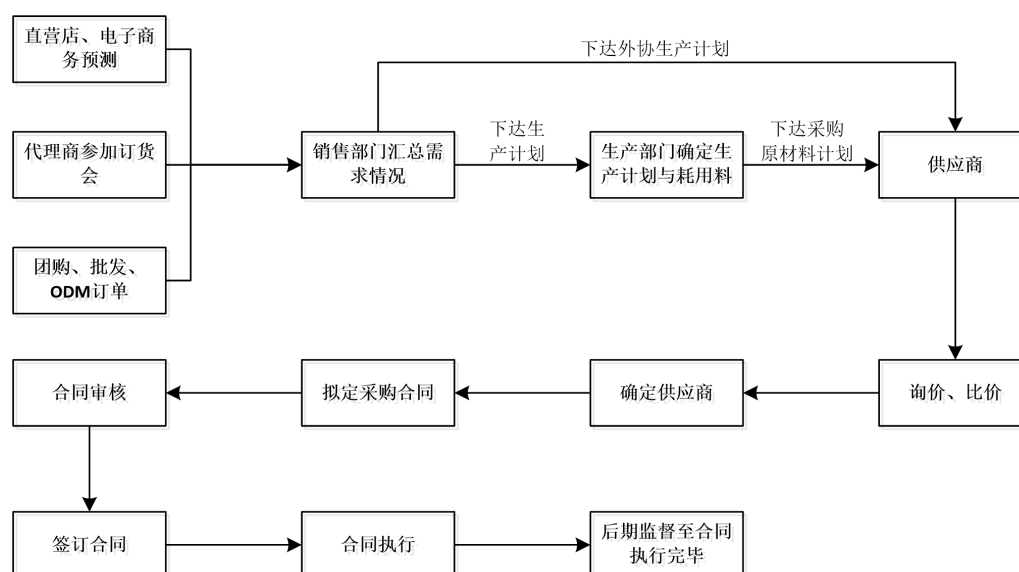 直营店、电子商
务预测
下达外协生产计划
代理商参加订货
会
销售部门汇总需
求情况
下达生
产计划
生产部门确定生
产计划与耗用料
下达采购
原材料计划
供应商
团购、批发、
ODM订单
合同审核
拟定采购合同
确定供应商
询价、比价
签订合同
合同执行
后期监督至合同
执行完毕